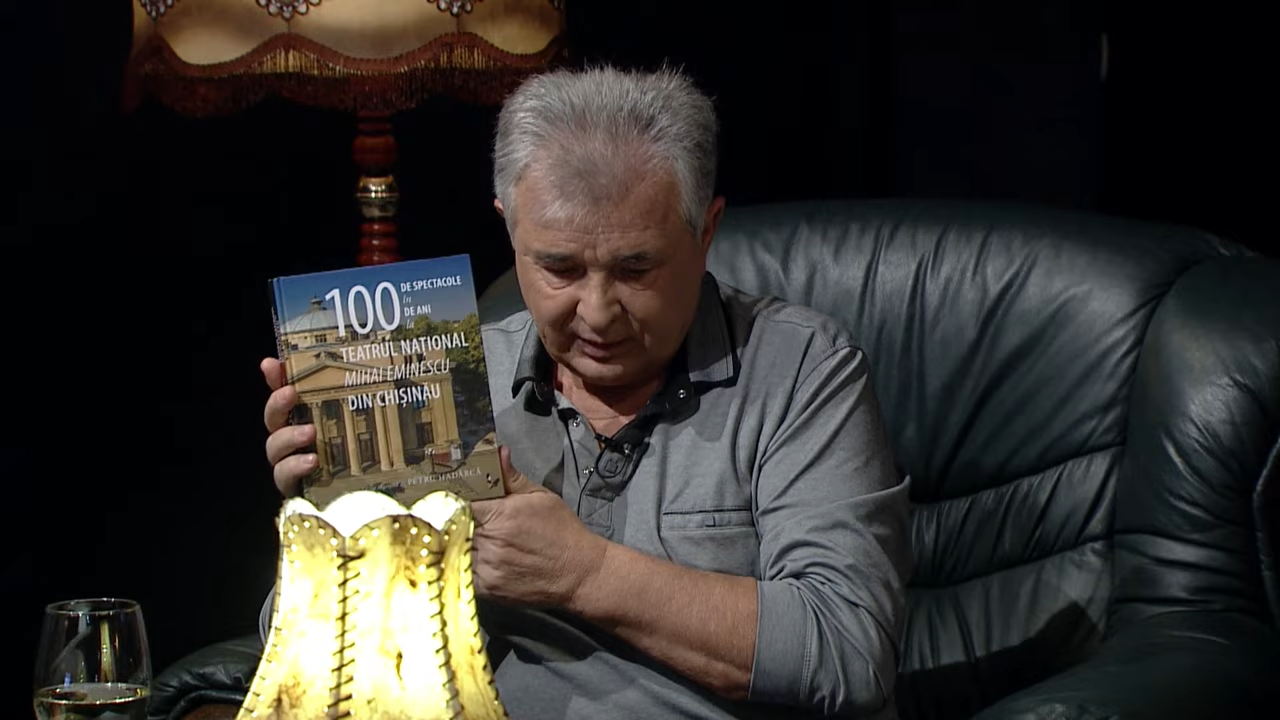 100 DE SPECTACOLE
în
DE ANI
la
TEATRUL NAȚIONAL
MIHAI EMINESCU
DIN CHIȘINĂU
PETRU HADÂRCĂ